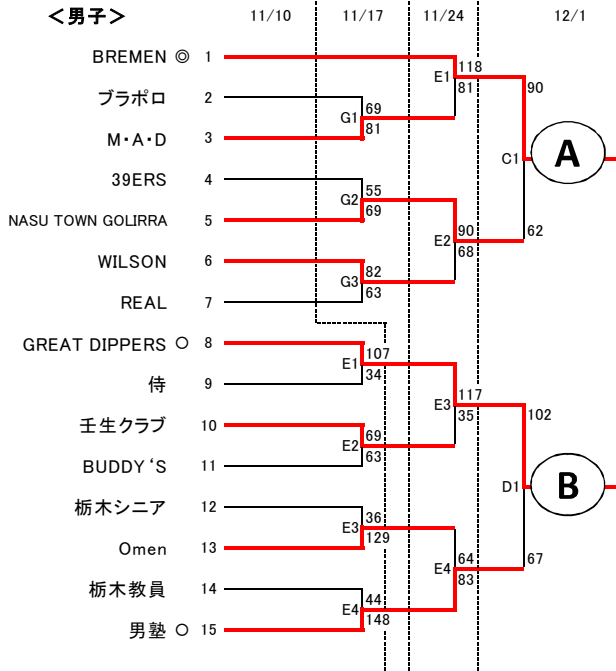 ＜男子＞ 11/10 11/17 11/24 12/1
BREMEN ◎ 1
E1 118
81
90
ブラポロ 2
G1 69
81
M・A・D 3
C1
A
39ERS 4
G2 55
69
NASU TOWN GOLIRRA 5
E2 90
68
62
WILSON 6
G3 82
63
REAL 7
GREAT DIPPERS ○ 8
E1 107
34
侍 9
E3 117
35
102
壬生クラブ 10
E2 69
63
BUDDY‘S 11
D1
B
栃木シニア 12
E3 36
129
Omen 13
E4 64
83
67
栃木教員 14
E4 44
148
男塾 ○ 15